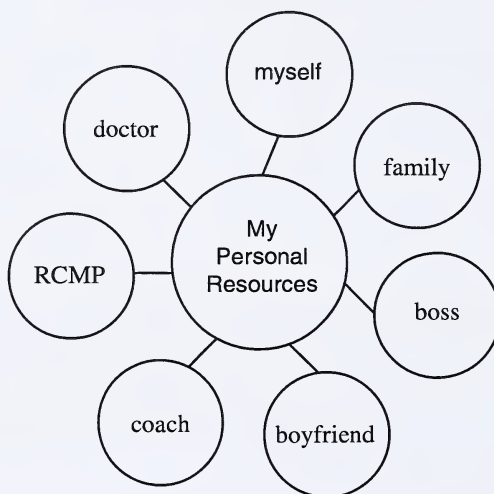 myself
doctor
family
My
Personal
Resources
RCMP
boss
coach
boyfriend